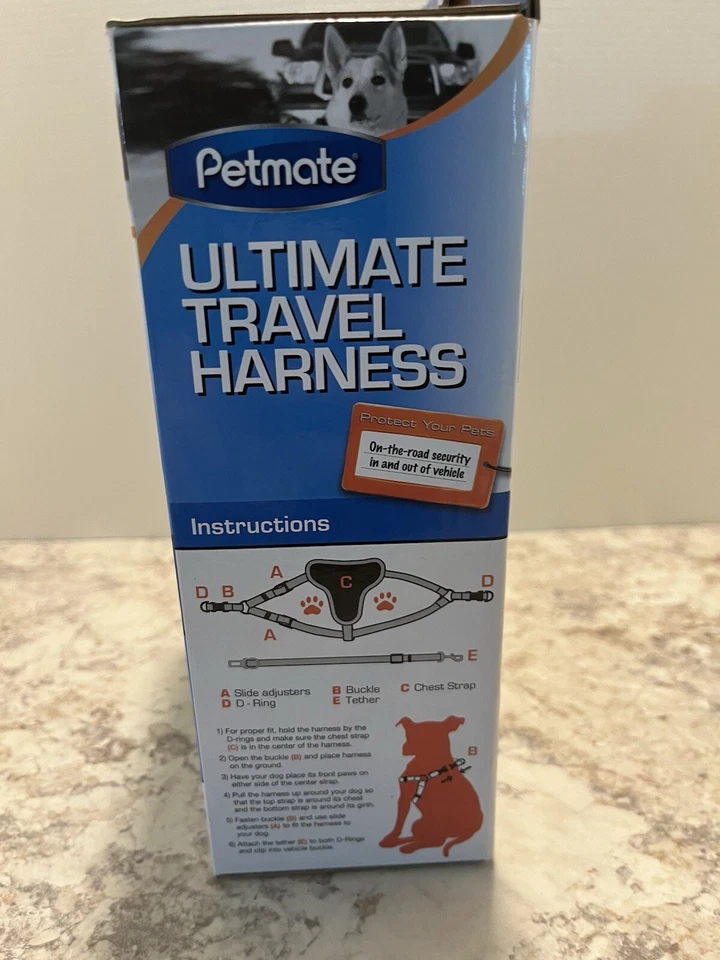 Petmate®
ULTIMATE
TRAVEL
HARNESS
Protect Your Pets
On-the-road security
in and out of vehicle
Instructions
A
C
D
D B
A
E
A Slide adjusters B Buckle C Chest Strap
D D - Ring E Tether
1) For proper fit, hold the harness by the
D-rings and make sure the chest strap
(C) is in the center of the harness.
2) Open the buckle (B) and place harness
on the ground.
3) Have your dog place its front paws on
either side of the center strap.
4) Pull the harness up around your dog so
that the top strap is around its chest
and the bottom strap is around its girth.
5) Fasten buckle (B) and use slide
adjusters (A) to fit the harness to
your dog.
6) Attach the tether (E) to both D-Rings
and clip into vehicle buckle.
B